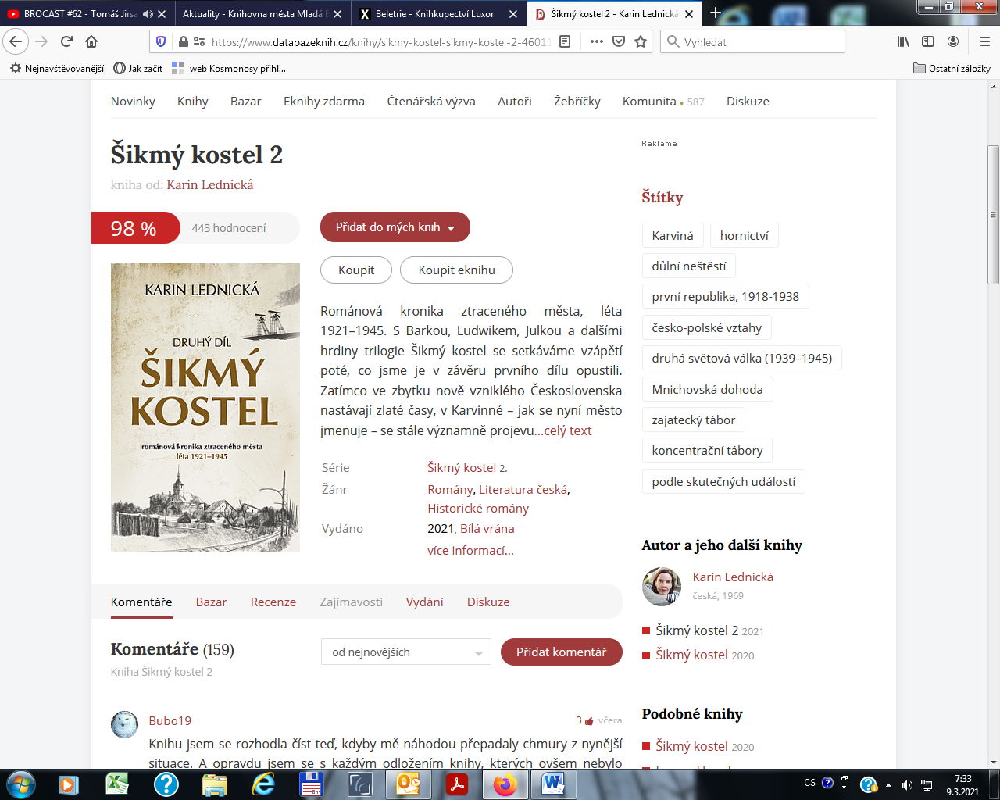 BROCAST #62 - Tomáš Jirsa
Aktuality - Knihovna města Mladá B
Beletrie - Knihkupectví Luxor
Šikmý kostel 2 - Karin Lednická
https://www.databazeknih.cz/knihy/sikmy-kostel-sikmy-kostel-2-4601
Vyhledat
Nejnavštěvovanější
Jak začít
web Kosmonosy přihl...
Ostatní záložky
Novinky Knihy Bazar Eknihy zdarma Čtenářská výzva Autoři Žebříčky Komunita • 587 Diskuze
Šikmý kostel 2
kniha od: Karin Lednická
98 %
443 hodnocení
Přidat do mých knih
Koupit
Koupit eknihu
KARIN LEDNICKÁ
DRUHÝ DÍL
ŠIKMÝ
KOSTEL
románová kronika ztraceného města
léta 1921–1945
Románová kronika ztraceného města, léta
1921–1945. S Barkou, Ludwikem, Julkou a dalšími
hrdiny trilogie Šikmý kostel se setkáváme vzápětí
poté, co jsme je v závěru prvního dílu opustili.
Zatímco ve zbytku nově vzniklého Československa
nastávají zlaté časy, v Karvinné – jak se nyní město
jmenuje – se stále významně projevu...celý text
Série Šikmý kostel 2.
Žánr Romány, Literatura česká,
Historické romány
Vydáno 2021, Bílá vrána
více informací...
Komentáře Bazar Recenze Zajímavosti Vydání Diskuze
Komentáře (159)
Kniha Šikmý kostel 2
od nejnovějších
Přidat komentář
Bubo19
3 včera
Knihu jsem se rozhodla číst teď, kdyby mě náhodou přepadaly chmury z nynější
situace. A opravdu jsem se s každým odložením knihy, kterých ovšem nebylo
Reklama
Štítky
Karviná
hornictví
důlní neštěstí
první republika, 1918-1938
česko-polské vztahy
druhá světová válka (1939–1945)
Mnichovská dohoda
zajatecký tábor
koncentrační tábory
podle skutečných událostí
Autor a jeho další knihy
Karin Lednická
česká, 1969
Šikmý kostel 2 2021
Šikmý kostel 2020
Podobné knihy
Šikmý kostel 2020
CS
7:33
9.3.2021